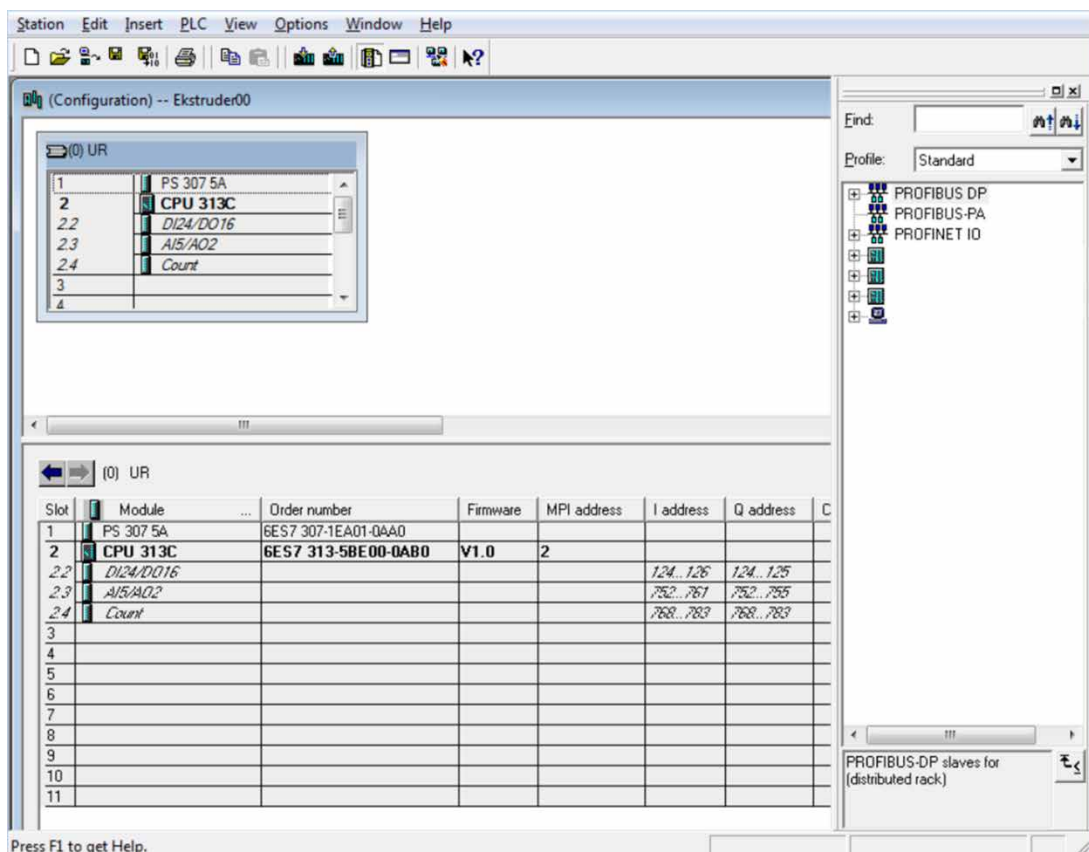 Station Edit Insert PLC View Options Window Help
(Configuration) -- Ekstruder00
(0) UR
1 PS 307 5A
2 CPU 313C
2.2 DI24/DO16
2.3 AI5/AO2
2.4 Count
3
4
(0) UR
Slot Module ... Order number Firmware MPI address I address Q address C
1 PS 307 5A 6ES7 307-1EA01-0AA0
2 CPU 313C 6ES7 313-5BE00-0AB0 V1.0 2
2.2 DI24/DO16 124...126 124...125
2.3 AI5/AO2 752...761 752...755
2.4 Count 768...783 768...783
3
4
5
6
7
8
9
10
11
Find:
Profile: Standard
PROFIBUS DP
PROFIBUS-PA
PROFINET IO
PROFIBUS-DP slaves for
(distributed rack)
Press F1 to get Help.